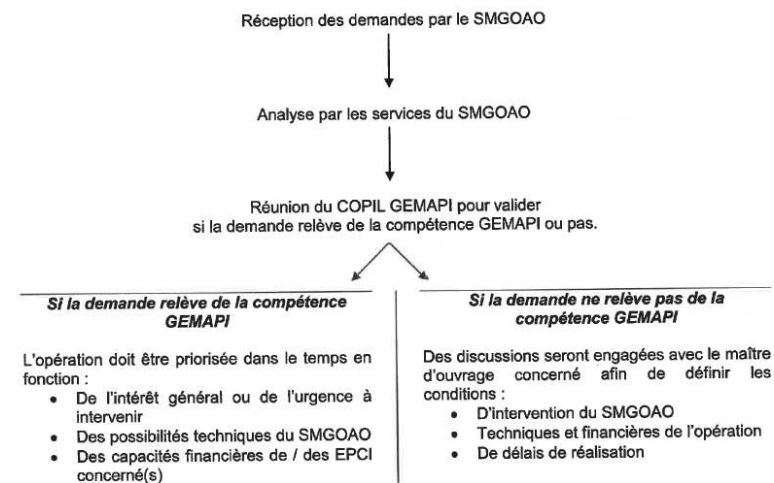 Réception des demandes par le SMGOAO
Analyse par les services du SMGOAO
Réunion du COPIL GEMAPI pour valider
si la demande relève de la compétence GEMAPI ou pas.
Si la demande relève de la compétence
GEMAPI
L'opération doit être priorisée dans le temps en
fonction :
• De l'intérêt général ou de l'urgence à
intervenir
• Des possibilités techniques du SMGOAO
• Des capacités financières de / des EPCI
concerné(s)
Si la demande ne relève pas de la
compétence GEMAPI
Des discussions seront engagées avec le maître
d'ouvrage concerné afin de définir les
conditions :
• D'intervention du SMGOAO
• Techniques et financières de l'opération
• De délais de réalisation